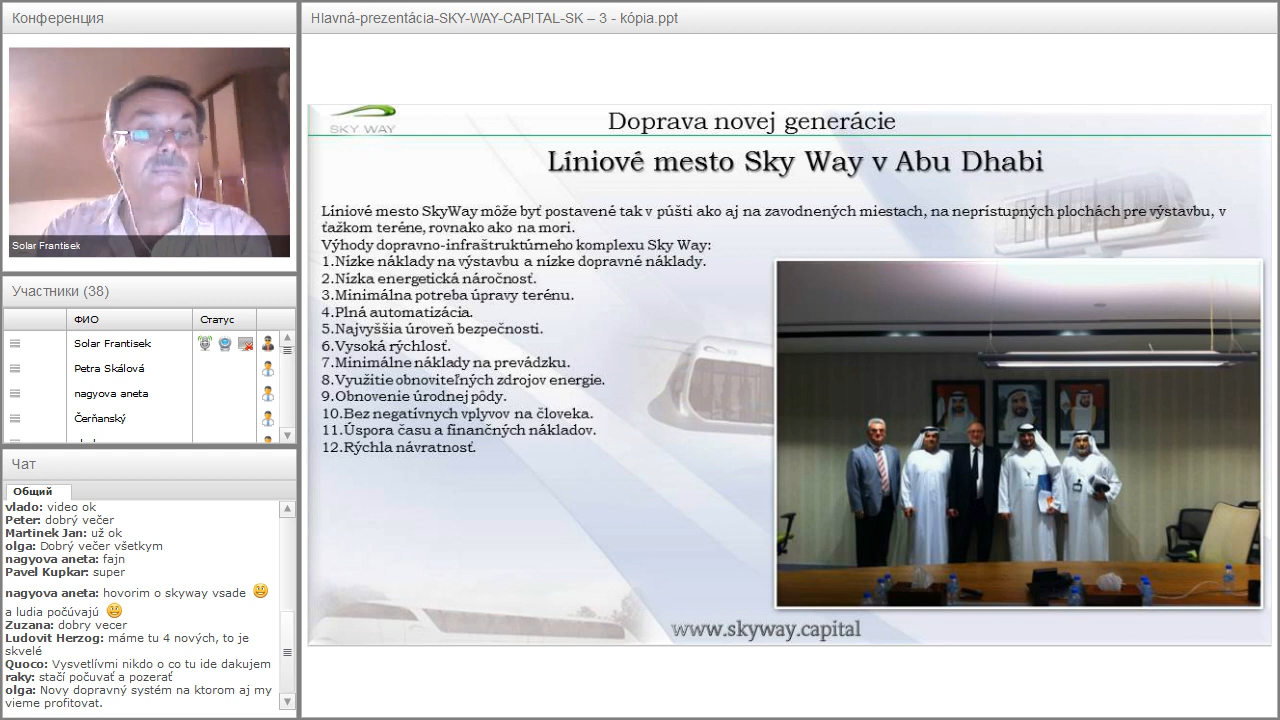 Конференция
Solar Frantisek
Участники (38)
ФИО
Статус
Solar Frantisek
Petra Skálová
nagyova aneta
Čerňanský
Чат
Общий
vlado: video ok
Peter: dobrý večer
Martinek Jan: už ok
olga: Dobrý večer všetkym
nagyova aneta: fajn
Pavel Kupkar: super
nagyova aneta: hovorim o skyway vsade
a ludia počúvajú
Zuzana: dobry vecer
Ludovit Herzog: máme tu 4 nových, to je
skvelé
Quoco: Vysvetlívmi nikdo o co tu ide dakujem
raky: stačí počuvať a pozerať
olga: Novy dopravný systém na ktorom aj my
vieme profitovat.
Hlavná-prezentácia-SKY-WAY-CAPITAL-SK – 3 - kópia.ppt
SKY WAY
Doprava novej generácie
Líniové mesto Sky Way v Abu Dhabi
Líniové mesto SkyWay môže byť postavené tak v púšti ako aj na zavodnených miestach, na neprístupných plochách pre výstavbu, v
ťažkom teréne, rovnako ako na mori.
Výhody dopravno-infraštruktúrneho komplexu Sky Way:
1.Nízke náklady na výstavbu a nízke dopravné náklady.
2.Nízka energetická náročnosť.
3.Minimálna potreba úpravy terénu.
4.Plná automatizácia.
5.Najvyššia úroveň bezpečnosti.
6.Vysoká rýchlosť.
7.Minimálne náklady na prevádzku.
8.Využitie obnoviteľných zdrojov energie.
9.Obnovenie úrodnej pôdy.
10.Bez negatívnych vplyvov na človeka.
11.Úspora času a finančných nákladov.
12.Rýchla návratnosť.
www.skyway.capital